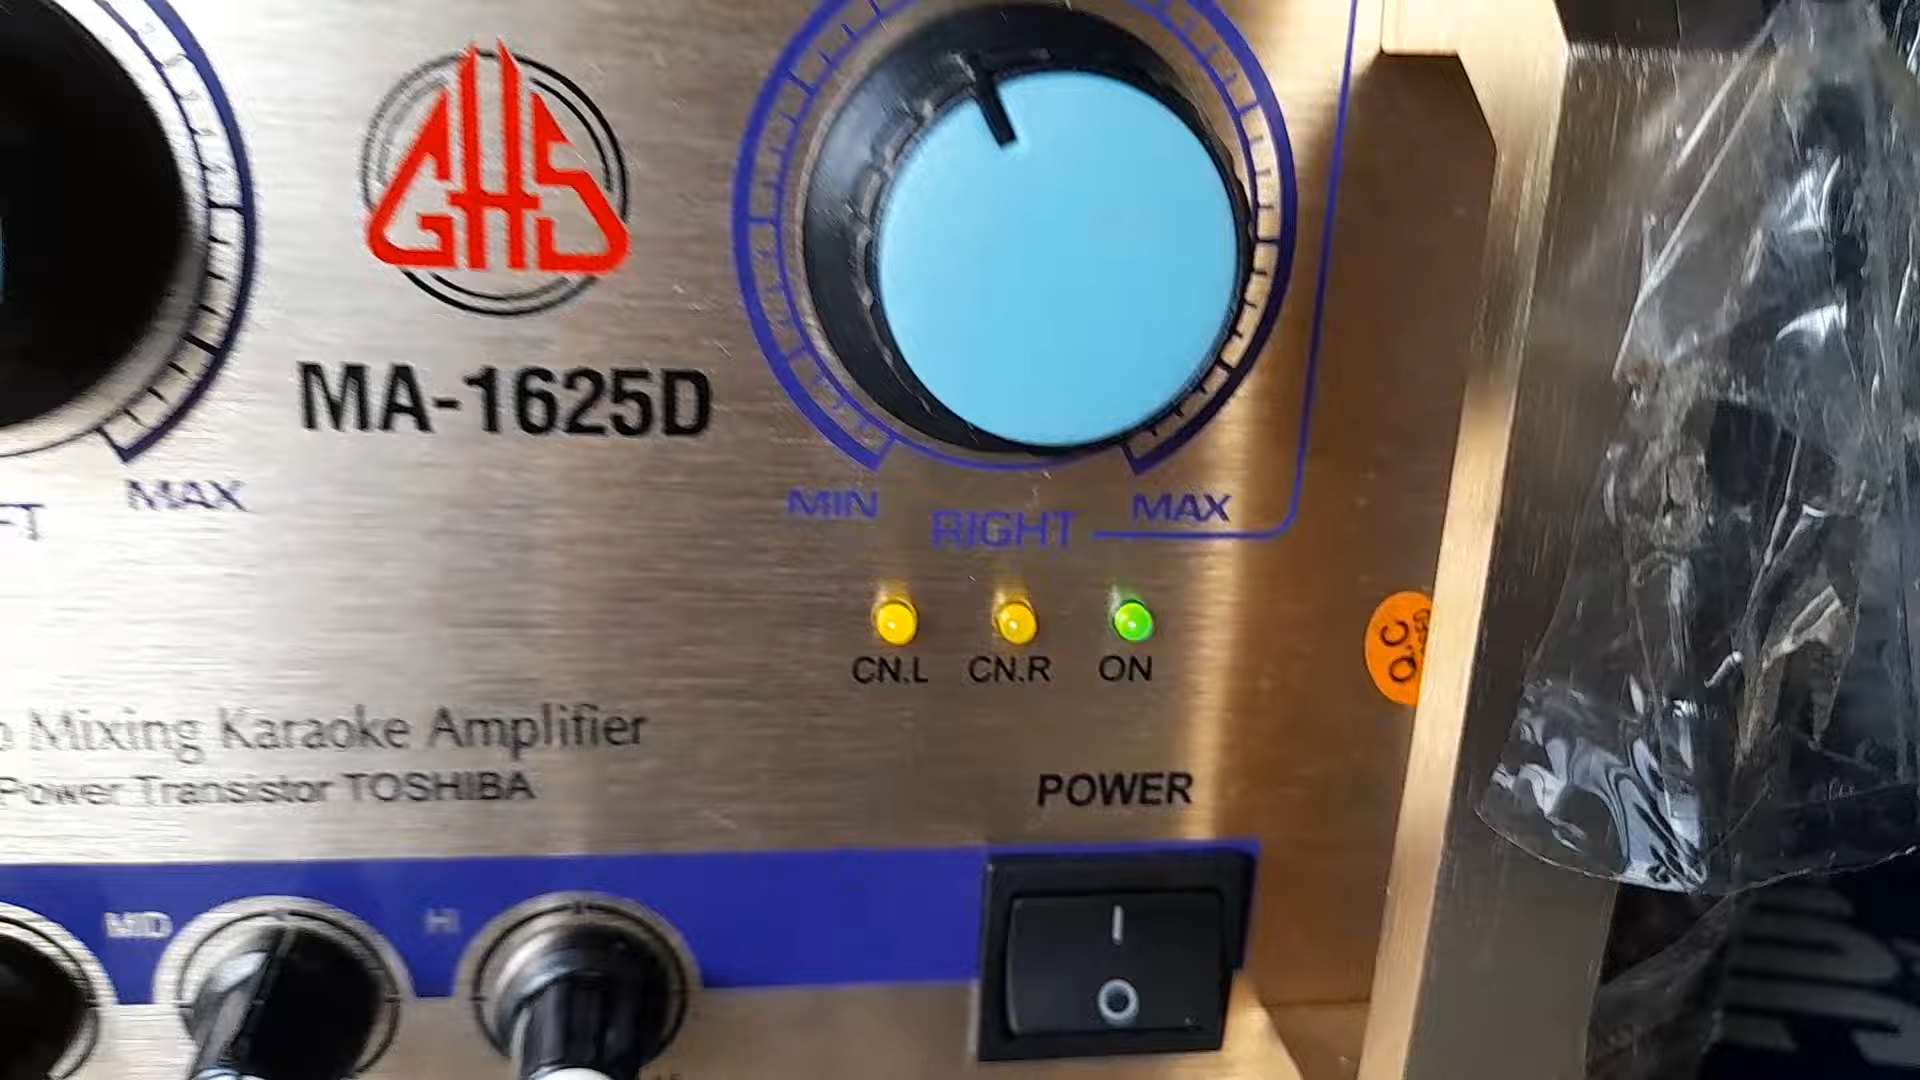 GHS
MA-1625D
FT
MAX
MIN
RIGHT
MAX
CN.L
CN.R
ON
Q.C
Mixing Karaoke Amplifier
Power Transistor TOSHIBA
POWER
MID
HI